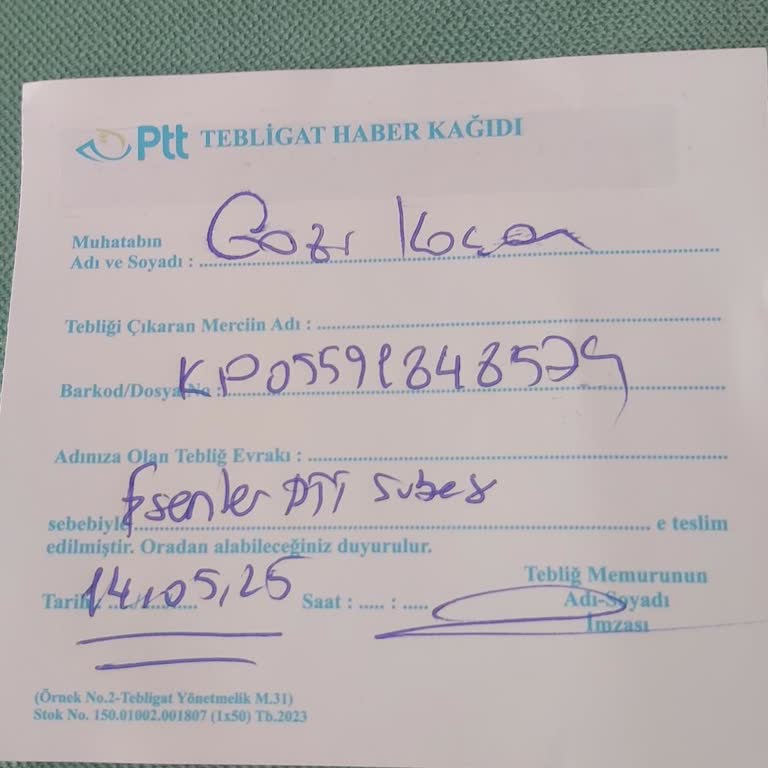 Ptt TEBLİGAT HABER KAĞIDI
Muhatabın
Adı ve Soyadı : Gazi Koçan
Tebliği Çıkaran Merciin Adı :
Barkod/Dosya No : KP05591848579
Adınıza Olan Tebliğ Evrakı :
Esenler PTT Şubesi
sebebiyle e teslim
edilmiştir. Oradan alabileceğiniz duyurulur.
Tarih: 14.05.25 Saat : ..... : .....
Tebliğ Memurunun
Adı-Soyadı
İmzası
(Örnek No.2-Tebligat Yönetmelik M.31)
Stok No. 150.01002.001807 (1x50) Tb.2023